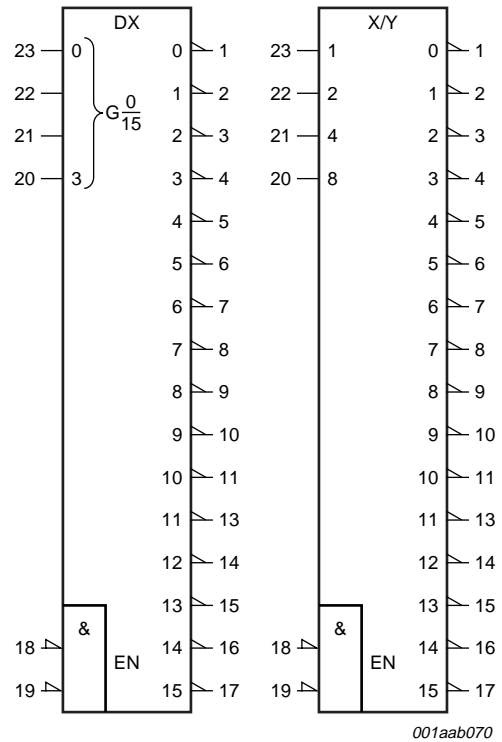 DX X/Y
23 0 0 1 23 1 0 1
22 1 2 22 2 1 2
G 0/15
21 2 3 21 4 2 3
20 3 3 4 20 8 3 4
4 5 4 5
5 6 5 6
6 7 6 7
7 8 7 8
8 9 8 9
9 10 9 10
10 11 10 11
11 13 11 13
12 14 12 14
13 15 13 15
& &
18 14 16 18 14 16
EN EN
19 15 17 19 15 17
001aab070